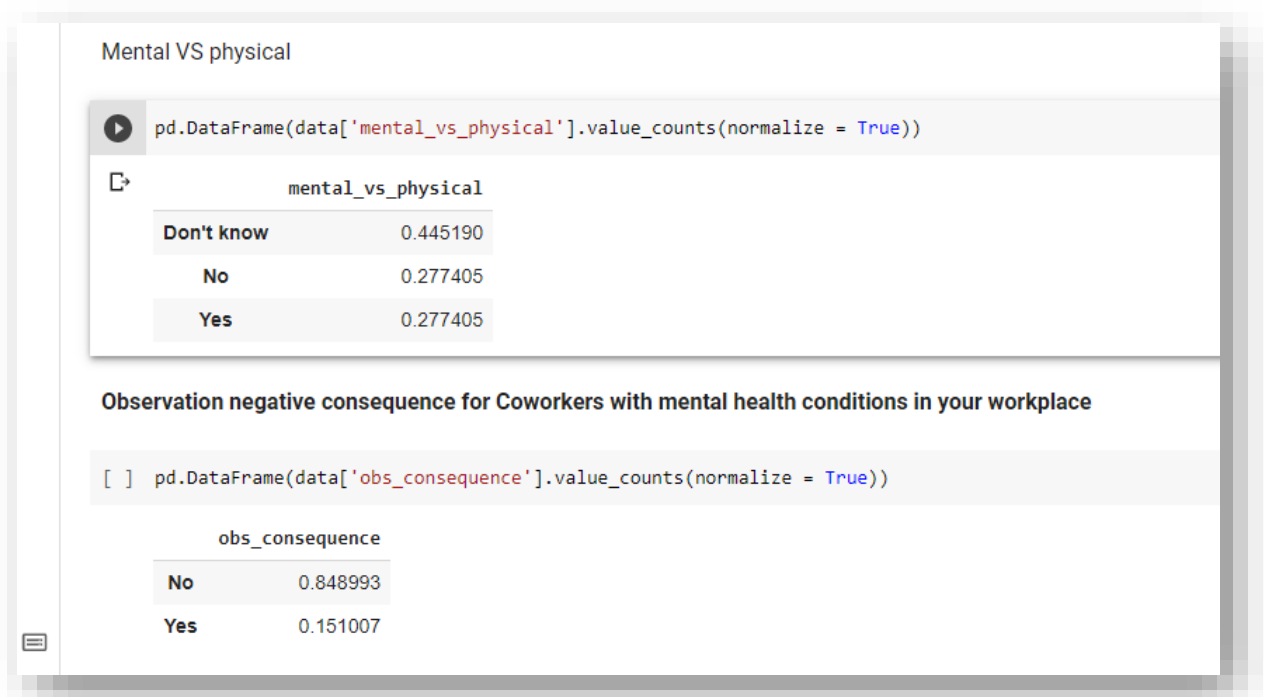 Mental VS physical
pd.DataFrame(data['mental_vs_physical'].value_counts(normalize = True))
mental_vs_physical
Don't know 0.445190
No 0.277405
Yes 0.277405
Observation negative consequence for Coworkers with mental health conditions in your workplace
[ ] pd.DataFrame(data['obs_consequence'].value_counts(normalize = True))
obs_consequence
No 0.848993
Yes 0.151007